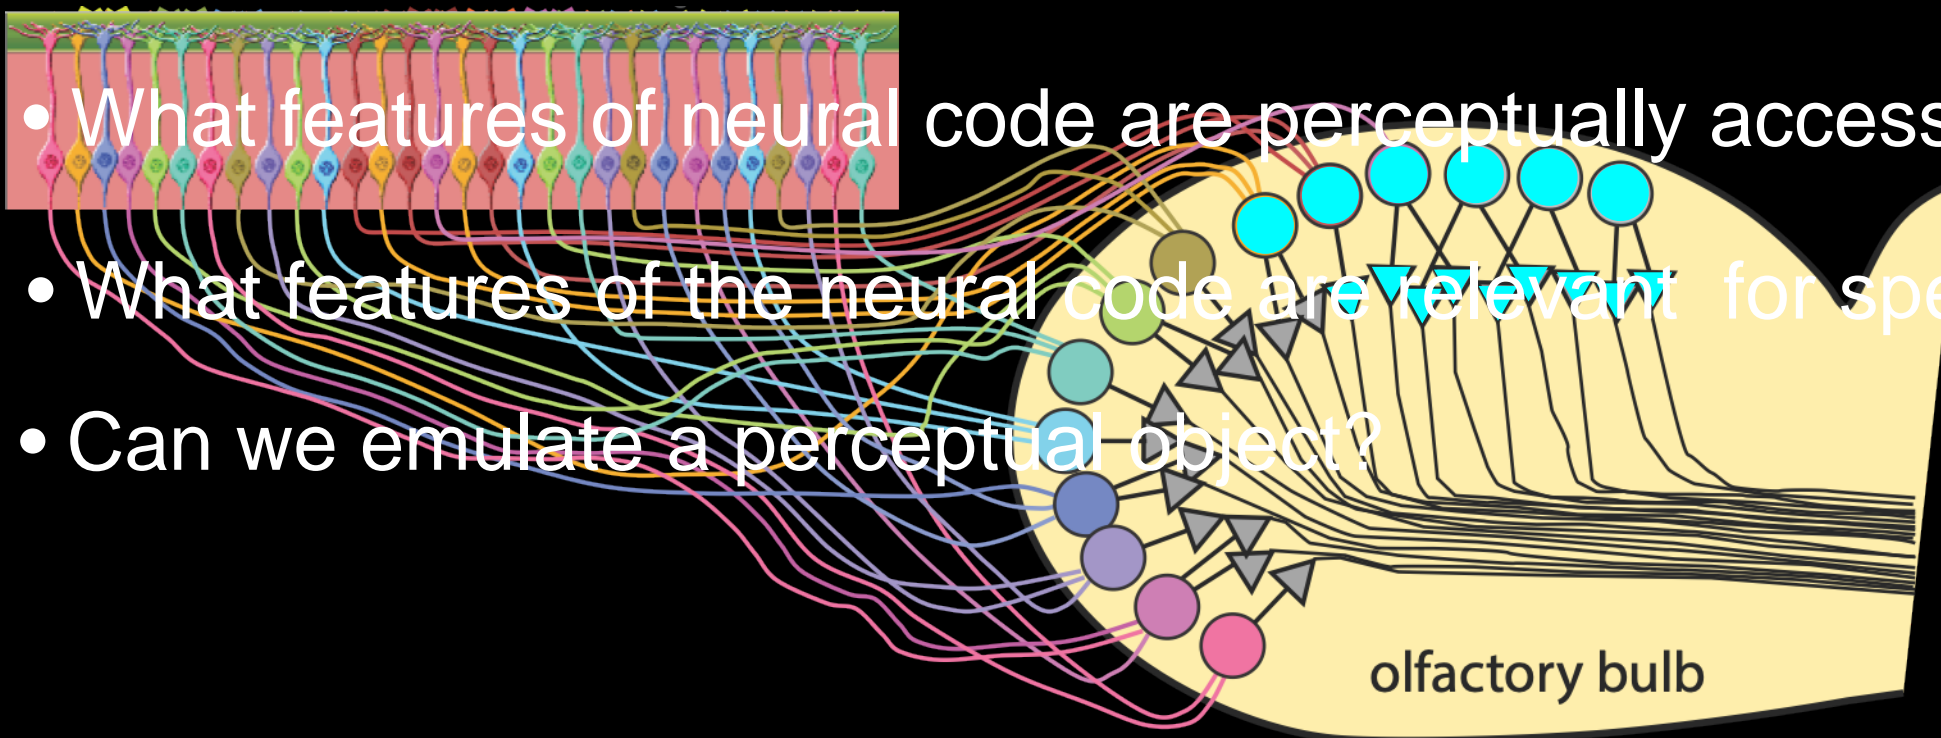 • What features of neural code are perceptually access
• What features of the neural code are relevant for spe
• Can we emulate a perceptual object?
olfactory bulb